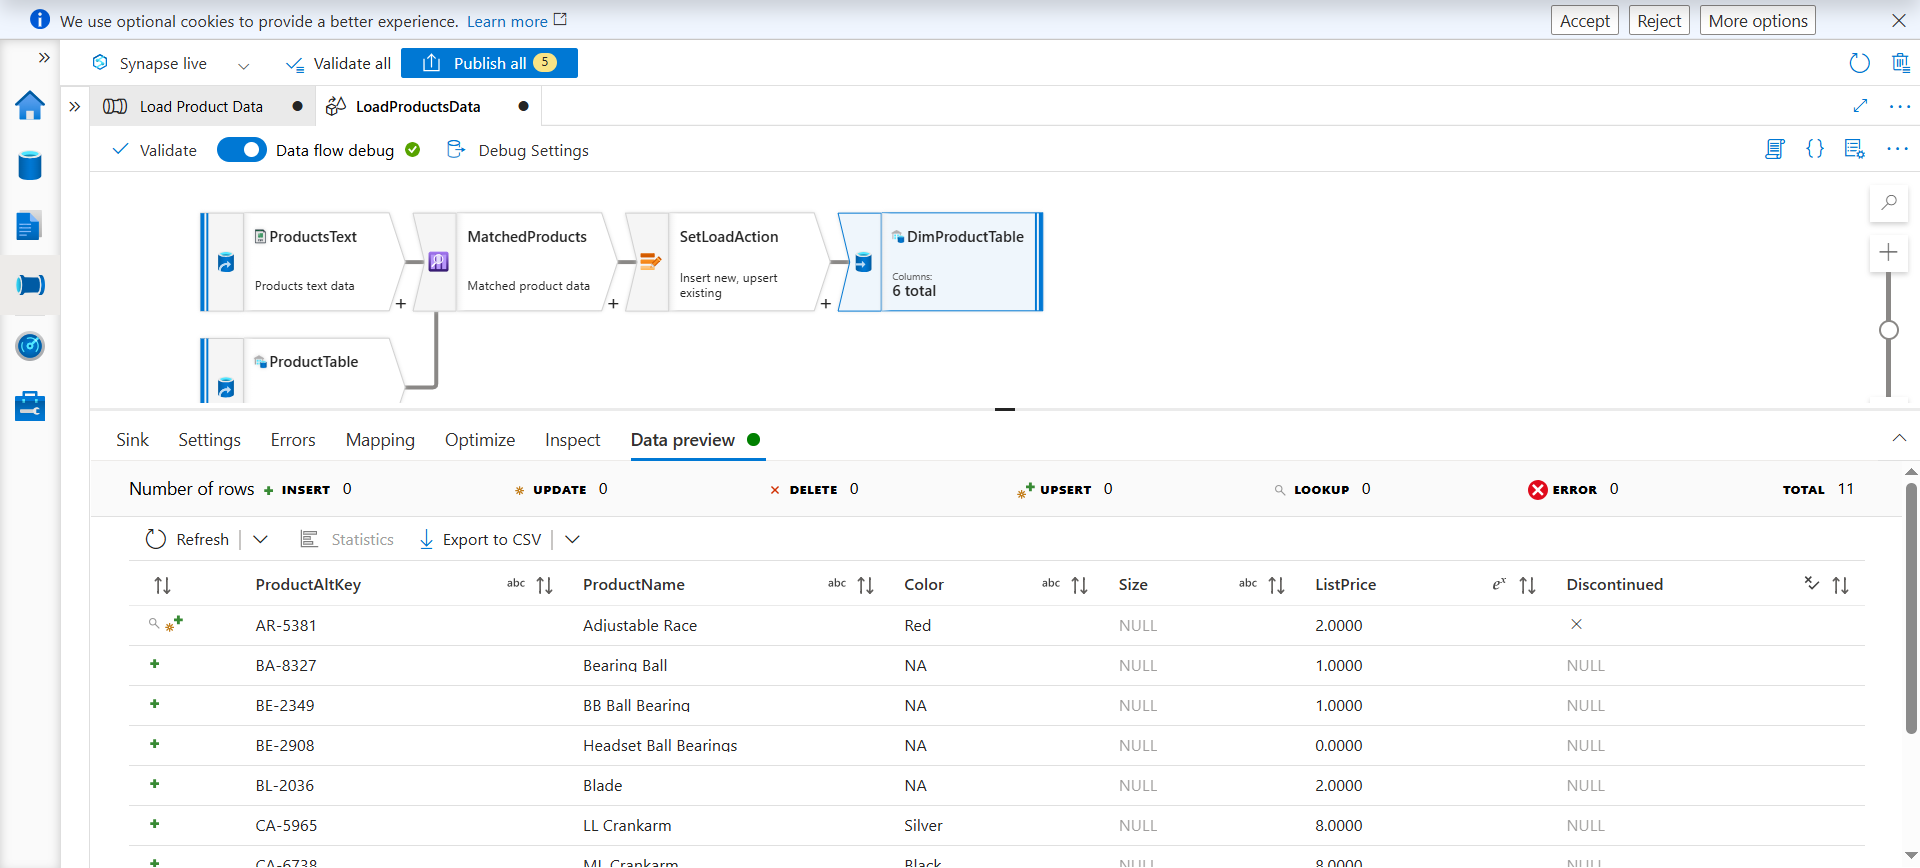 We use optional cookies to provide a better experience. Learn more Accept Reject More options
Synapse live Validate all Publish all 5
Load Product Data LoadProductsData
Validate Data flow debug Debug Settings
ProductsText MatchedProducts SetLoadAction DimProductTable
Products text data Matched product data Insert new, upsert existing Columns: 6 total
ProductTable
Sink Settings Errors Mapping Optimize Inspect Data preview
Number of rows INSERT 0 UPDATE 0 DELETE 0 UPSERT 0 LOOKUP 0 ERROR 0 TOTAL 11
Refresh Statistics Export to CSV
ProductAltKey abc ProductName abc Color abc Size abc ListPrice eˣ Discontinued
AR-5381 Adjustable Race Red NULL 2.0000
BA-8327 Bearing Ball NA NULL 1.0000 NULL
BE-2349 BB Ball Bearing NA NULL 1.0000 NULL
BE-2908 Headset Ball Bearings NA NULL 0.0000 NULL
BL-2036 Blade NA NULL 2.0000 NULL
CA-5965 LL Crankarm Silver NULL 8.0000 NULL
CA-6738 ML Crankarm Black NULL 8.0000 NULL